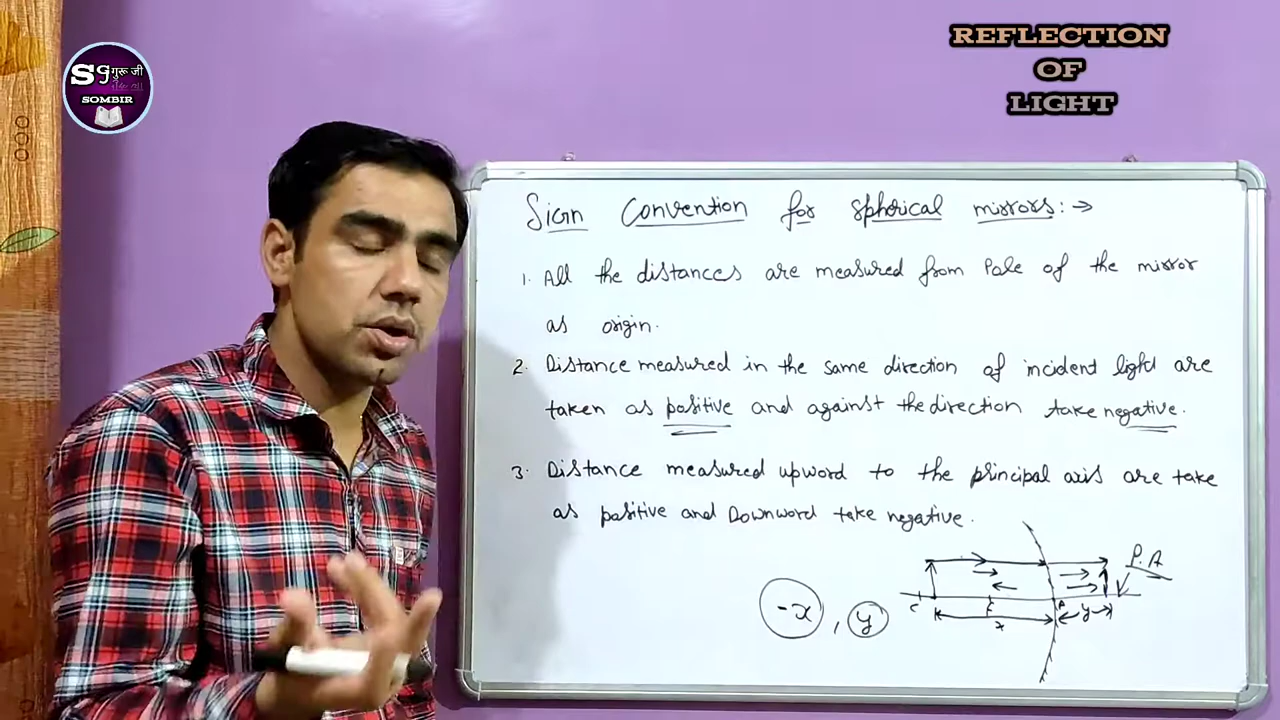 SG गुरू जी
SOMBIR
REFLECTION
OF
LIGHT
Sign Convention for spherical mirrors:→
1. All the distances are measured from Pole of the mirror
as origin.
2. Distance measured in the same direction of incident light are
taken as positive and against the direction take negative.
3. Distance measured upword to the principal axis are take
as positive and Downword take negative.
P.A
C F P y
x
-x , y